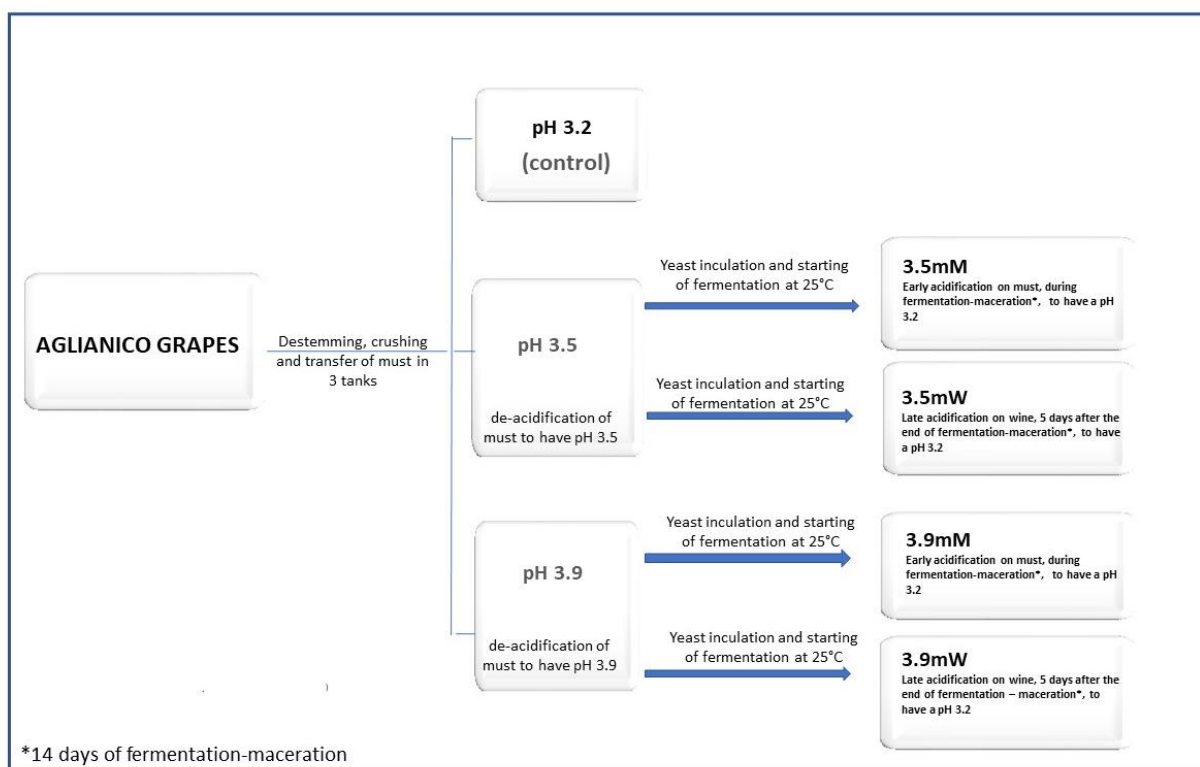 pH 3.2
(control)
AGLIANICO GRAPES
Destemming, crushing
and transfer of must in
3 tanks
pH 3.5
de-acidification of
must to have pH 3.5
Yeast inculation and starting
of fermentation at 25°C
3.5mM
Early acidification on must, during
fermentation-maceration*, to have a pH
3.2
Yeast inculation and starting
of fermentation at 25°C
3.5mW
Late acidification on wine, 5 days after the
end of fermentation-maceration*, to have
a pH 3.2
pH 3.9
de-acidification of
must to have pH 3.9
Yeast inculation and starting
of fermentation at 25°C
3.9mM
Early acidification on must, during
fermentation-maceration*, to have a pH
3.2
Yeast inculation and starting
of fermentation at 25°C
3.9mW
Late acidification on wine, 5 days after the
end of fermentation – maceration*, to
have a pH 3.2
*14 days of fermentation-maceration